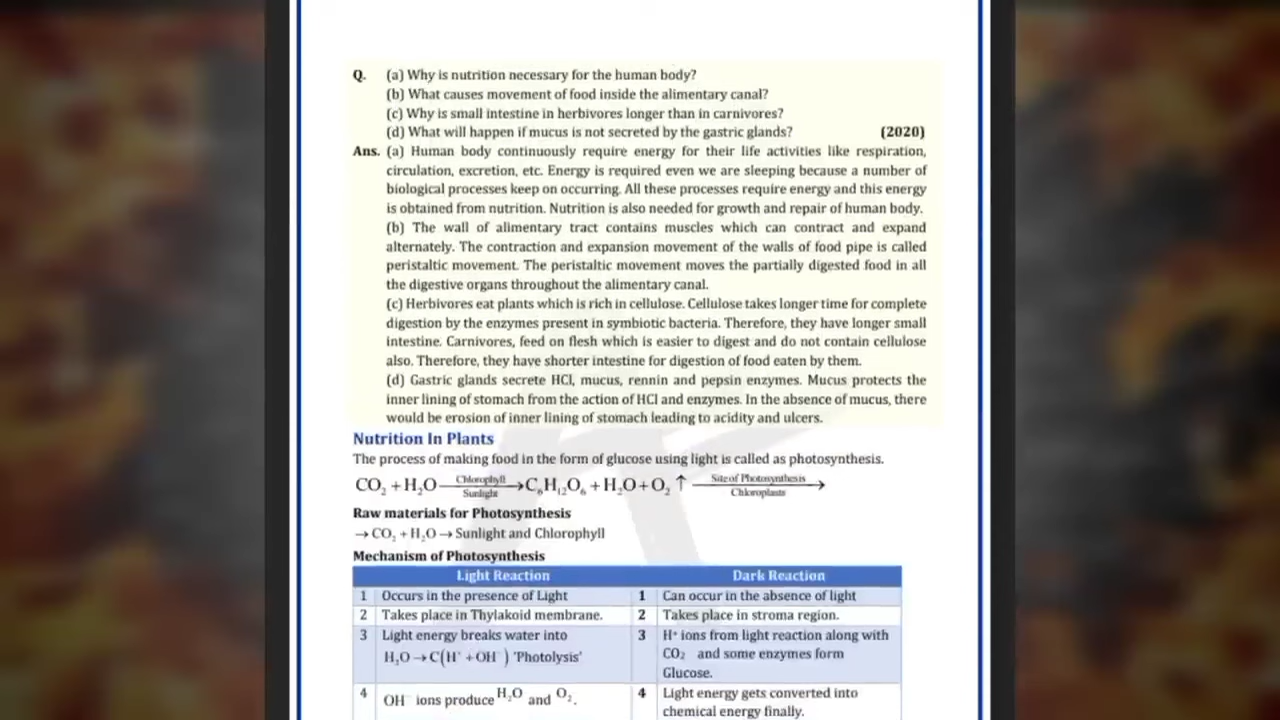 Q. (a) Why is nutrition necessary for the human body?
(b) What causes movement of food inside the alimentary canal?
(c) Why is small intestine in herbivores longer than in carnivores?
(d) What will happen if mucus is not secreted by the gastric glands? (2020)
Ans. (a) Human body continuously require energy for their life activities like respiration,
circulation, excretion, etc. Energy is required even we are sleeping because a number of
biological processes keep on occurring. All these processes require energy and this energy
is obtained from nutrition. Nutrition is also needed for growth and repair of human body.
(b) The wall of alimentary tract contains muscles which can contract and expand
alternately. The contraction and expansion movement of the walls of food pipe is called
peristaltic movement. The peristaltic movement moves the partially digested food in all
the digestive organs throughout the alimentary canal.
(c) Herbivores eat plants which is rich in cellulose. Cellulose takes longer time for complete
digestion by the enzymes present in symbiotic bacteria. Therefore, they have longer small
intestine. Carnivores, feed on flesh which is easier to digest and do not contain cellulose
also. Therefore, they have shorter intestine for digestion of food eaten by them.
(d) Gastric glands secrete HCl, mucus, rennin and pepsin enzymes. Mucus protects the
inner lining of stomach from the action of HCl and enzymes. In the absence of mucus, there
would be erosion of inner lining of stomach leading to acidity and ulcers.
Nutrition In Plants
The process of making food in the form of glucose using light is called as photosynthesis.
CO₂ + H₂O —Chlorophyll/Sunlight→ C₆H₁₂O₆ + H₂O + O₂ ↑ —Site of Photosynthesis/Chloroplasts→
Raw materials for Photosynthesis
→ CO₂ + H₂O → Sunlight and Chlorophyll
Mechanism of Photosynthesis
Light Reaction Dark Reaction
1 Occurs in the presence of Light 1 Can occur in the absence of light
2 Takes place in Thylakoid membrane. 2 Takes place in stroma region.
3 Light energy breaks water into 3 H⁺ ions from light reaction along with
H₂O → C(H⁺ + OH⁻) 'Photolysis' CO₂ and some enzymes form
Glucose.
4 OH⁻ ions produce H₂O and O₂. 4 Light energy gets converted into
chemical energy finally.